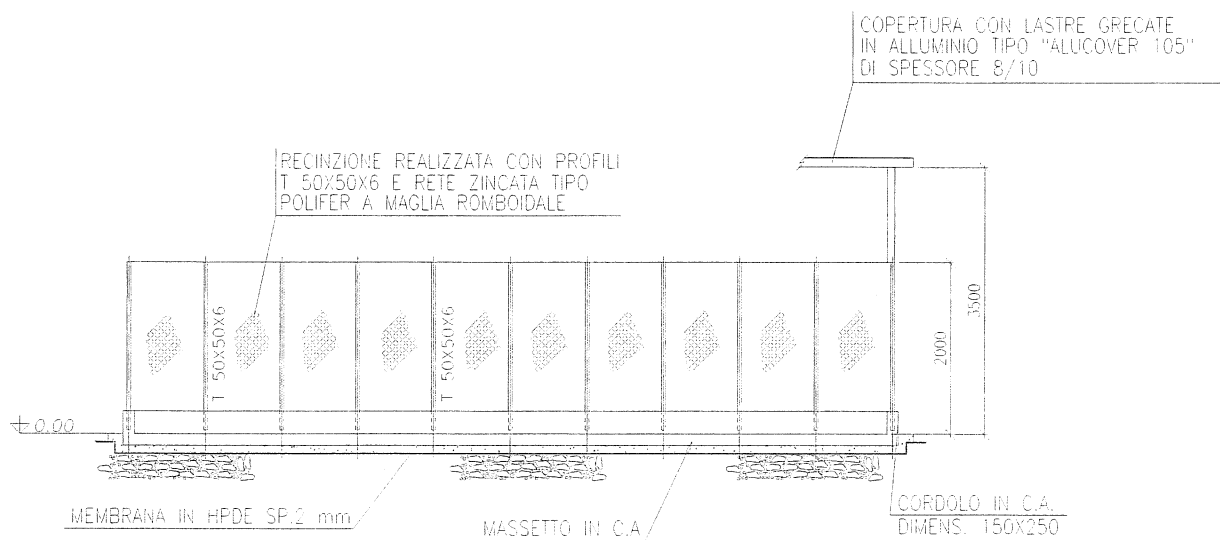 COPERTURA CON LASTRE GRECATE
IN ALLUMINIO TIPO "ALUCOVER 105"
DI SPESSORE 8/10
RECINZIONE REALIZZATA CON PROFILI
T 50X50X6 E RETE ZINCATA TIPO
POLIFER A MAGLIA ROMBOIDALE
T 50X50X6
T 50X50X6
2000
3500
±0.00
MEMBRANA IN HPDE SP.2 mm
MASSETTO IN C.A
CORDOLO IN C.A.
DIMENS. 150X250